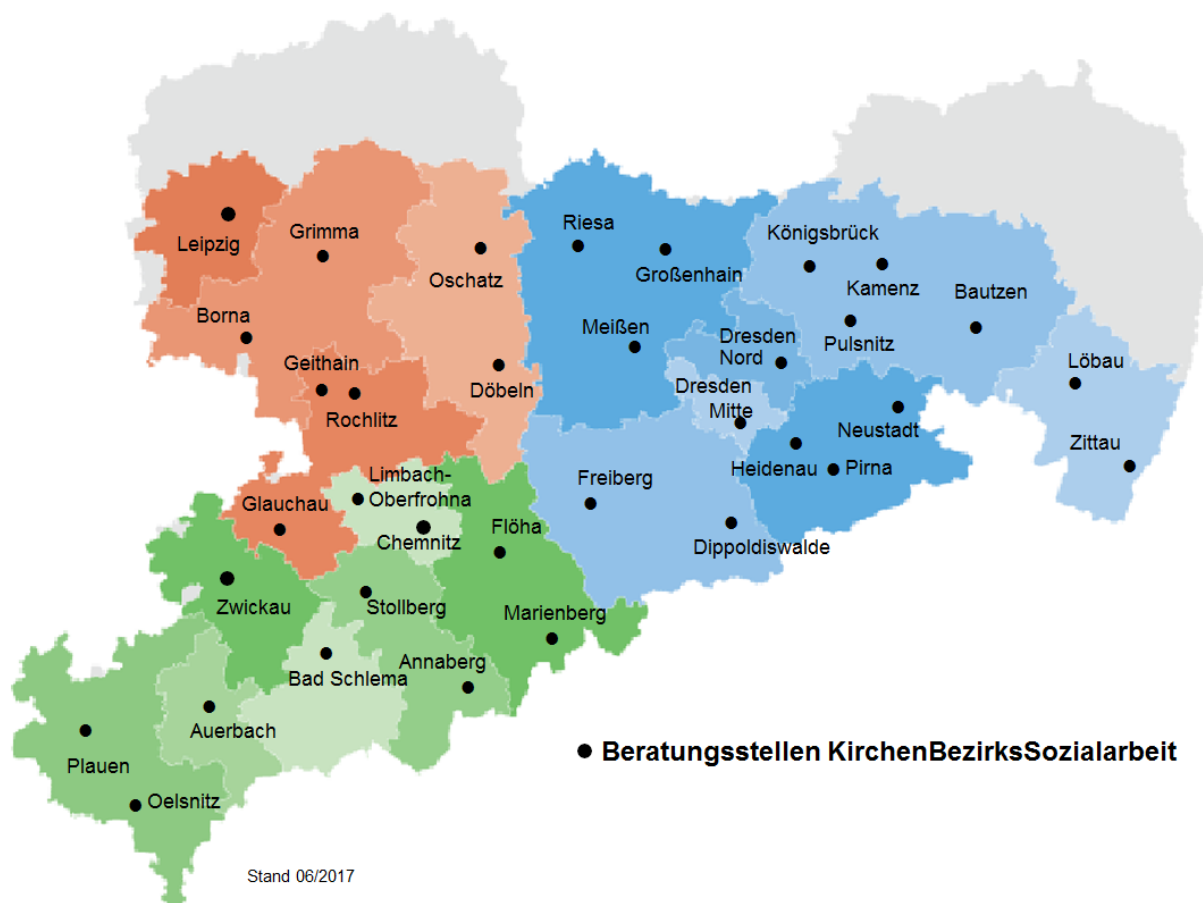 Leipzig
Grimma
Oschatz
Borna
Geithain
Rochlitz
Döbeln
Glauchau
Riesa
Großenhain
Meißen
Königsbrück
Kamenz
Pulsnitz
Bautzen
Dresden
Nord
Dresden
Mitte
Löbau
Zittau
Neustadt
Heidenau
Pirna
Freiberg
Dippoldiswalde
Limbach-
Oberfrohna
Chemnitz
Flöha
Zwickau
Stollberg
Marienberg
Annaberg
Bad Schlema
Auerbach
Plauen
Oelsnitz
Beratungsstellen KirchenBezirksSozialarbeit
Stand 06/2017